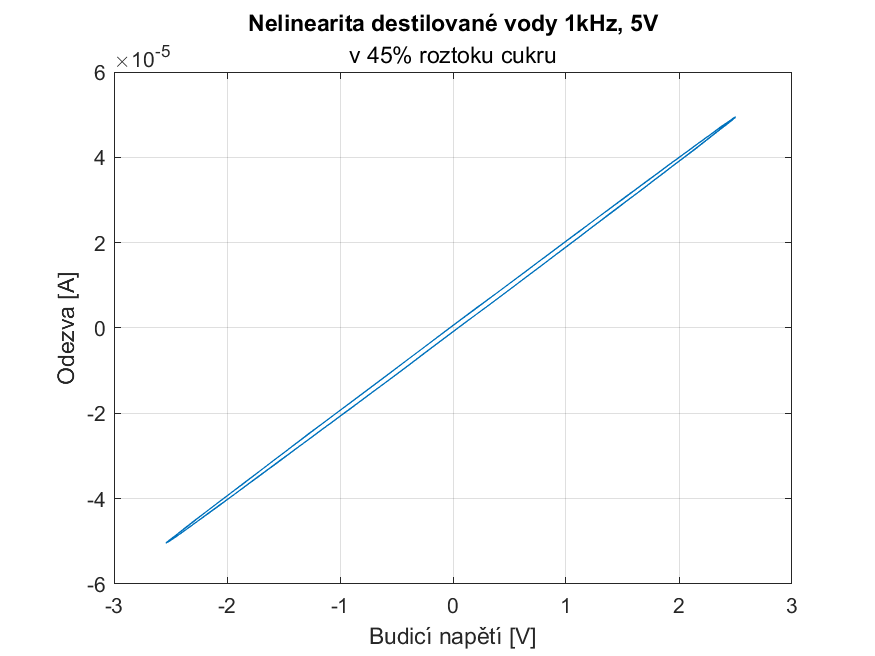 Nelinearita destilované vody 1kHz, 5V
v 45% roztoku cukru
×10-5
6
4
2
0
-2
-4
-6
-3 -2 -1 0 1 2 3
Budicí napětí [V]
Odezva [A]